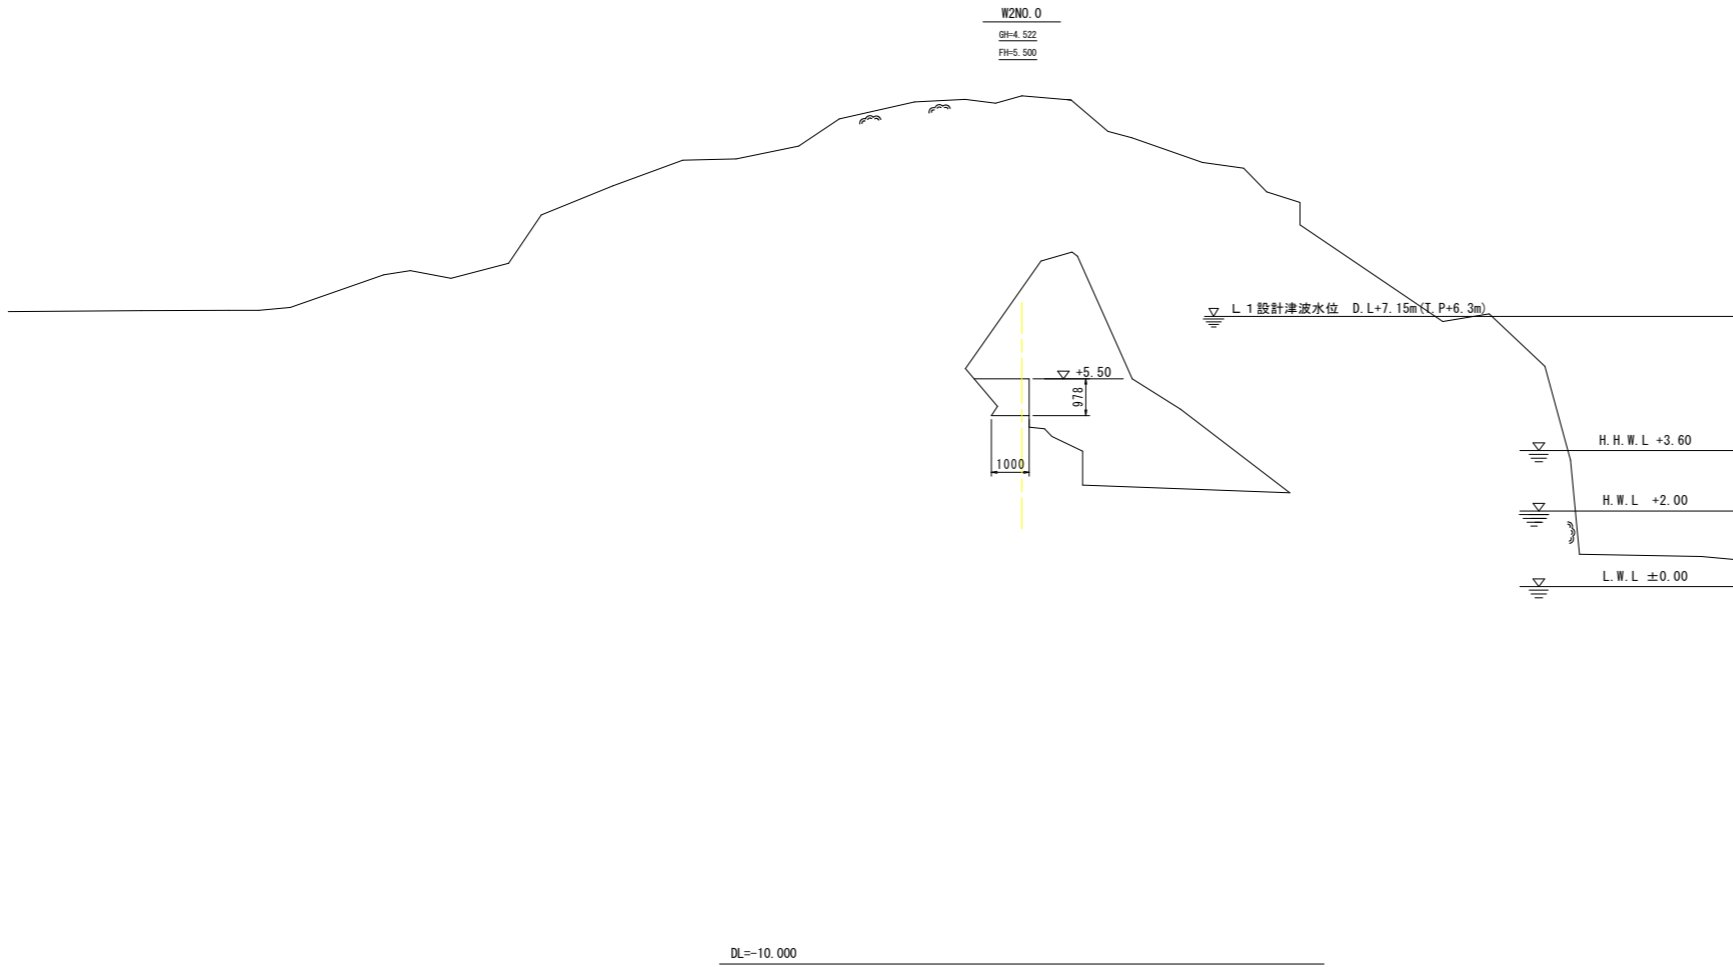 W2NO.0
GH=4.522
FH=5.500
L1設計津波水位 D.L+7.15m(T.P+6.3m)
+5.50
978
1000
H.H.W.L +3.60
H.W.L +2.00
L.W.L ±0.00
DL=-10.000